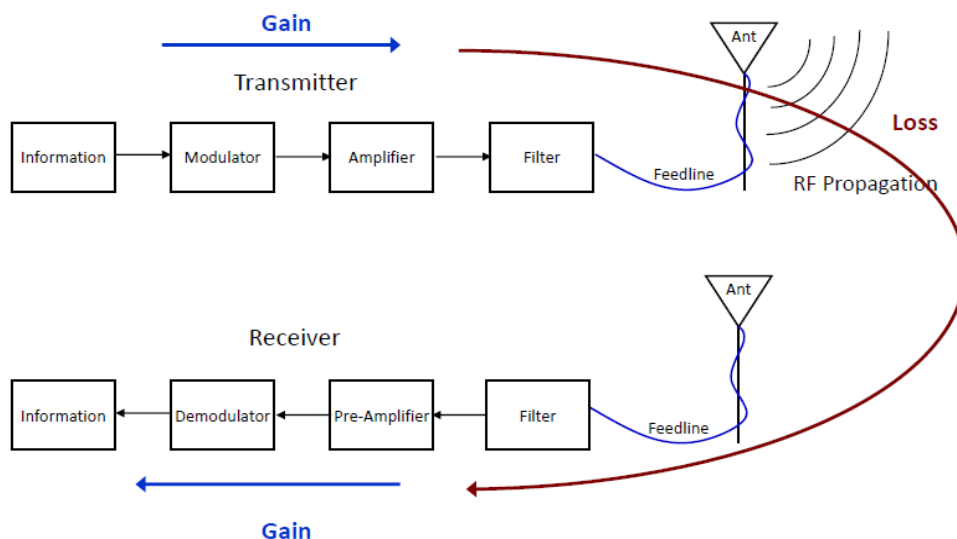 Gain
Transmitter
Ant
Loss
Information
Modulator
Amplifier
Filter
Feedline
RF Propagation
Ant
Receiver
Information
Demodulator
Pre-Amplifier
Filter
Feedline
Gain